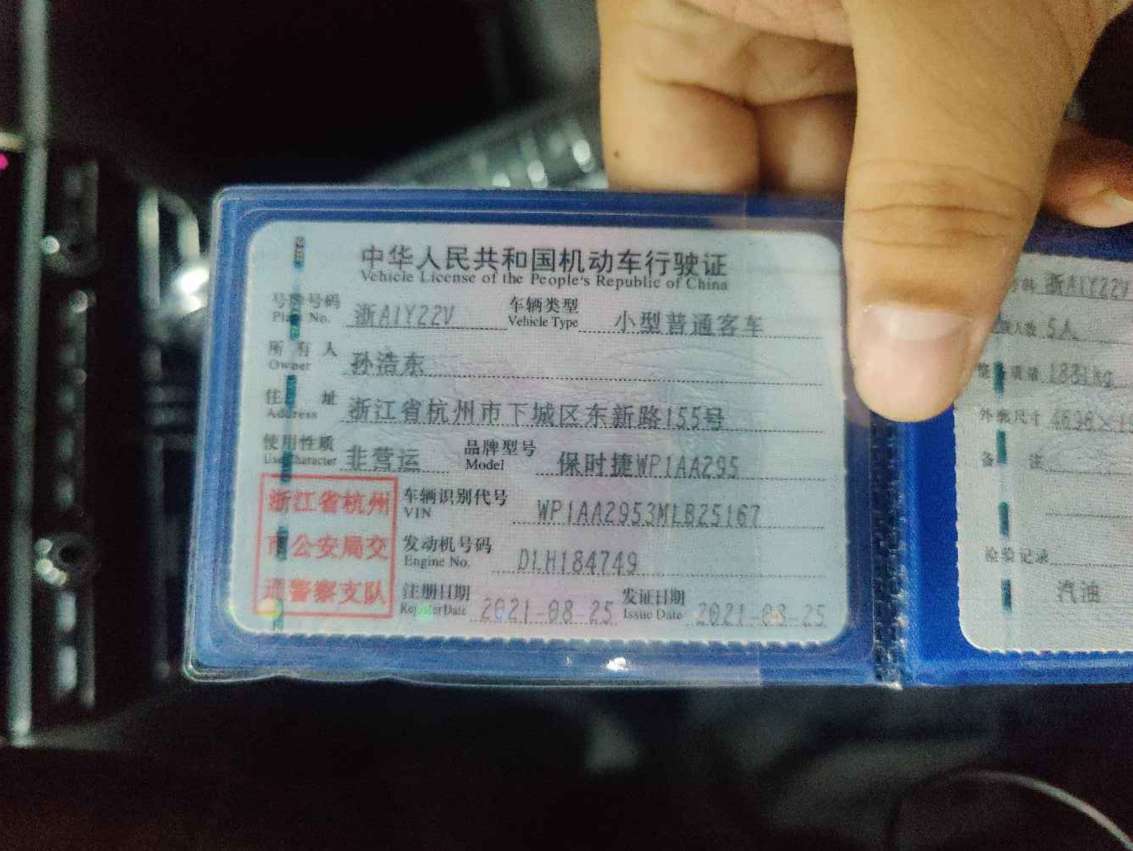 中华人民共和国机动车行驶证
Vehicle License of the People's Republic of China
号牌号码 浙A1Y22V 车辆类型 小型普通客车
Plate No. Vehicle Type
所有人 孙浩东
Owner
住址 浙江省杭州市下城区东新路155号
Address
使用性质 非营运 品牌型号 保时捷WP1AA295
Use Character Model
浙江省杭州
市公安局交
通警察支队
车辆识别代号 WP1AA2953MLB25167
VIN
发动机号码 DLH184749
Engine No.
注册日期 2021-08-25 发证日期 2021-08-25
Register Date Issue Date
浙A1Y22V
人数 5人
整 质量 1881kg
外廓尺寸
备注
检验记录
汽油